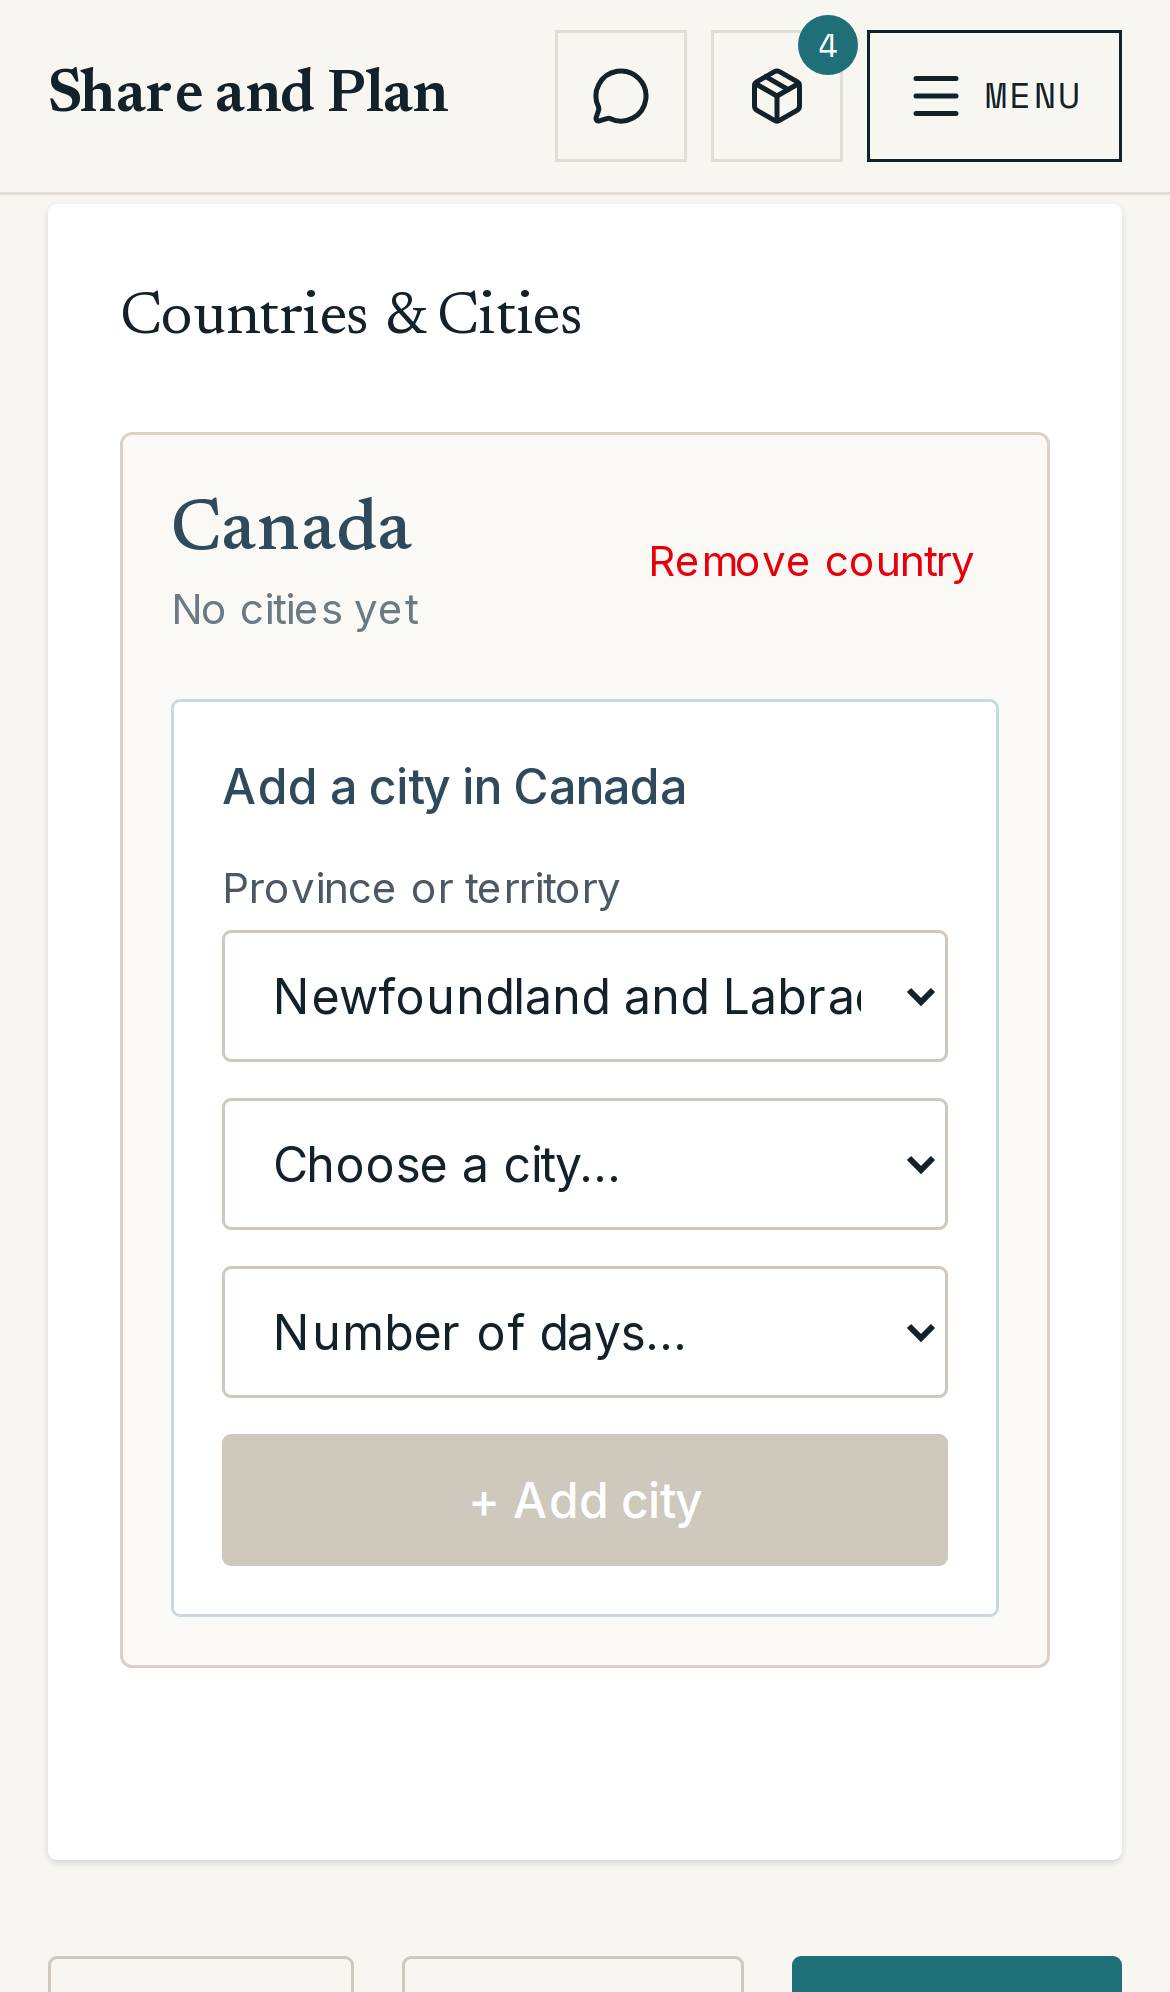 Share and Plan
4
MENU
Countries & Cities
Canada
Remove country
No cities yet
Add a city in Canada
Province or territory
Newfoundland and Labrad
Choose a city...
Number of days...
+ Add city